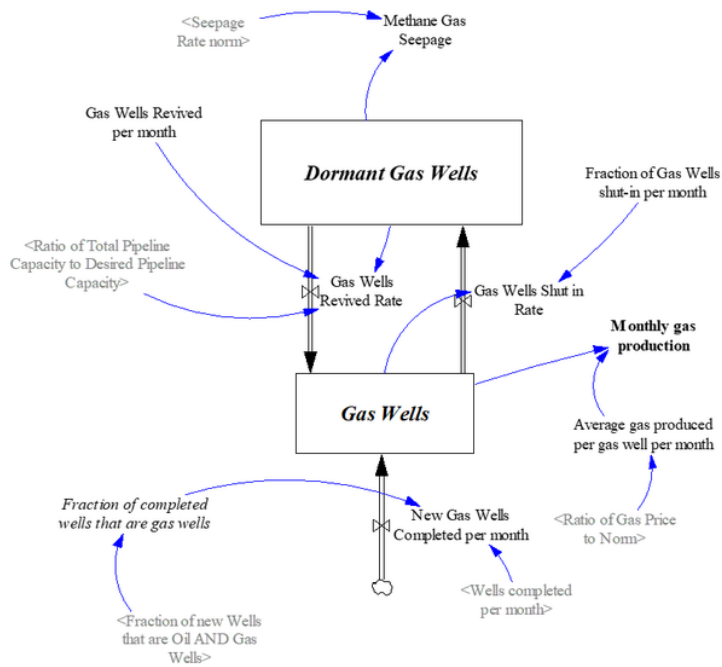 <Seepage
Rate norm>
Methane Gas
Seepage
Gas Wells Revived
per month
Dormant Gas Wells
Fraction of Gas Wells
shut-in per month
<Ratio of Total Pipeline
Capacity to Desired Pipeline
Capacity>
Gas Wells
Revived Rate
Gas Wells Shut in
Rate
Monthly gas
production
Gas Wells
Average gas produced
per gas well per month
Fraction of completed
wells that are gas wells
New Gas Wells
Completed per month
<Ratio of Gas Price
to Norm>
<Wells completed
per month>
<Fraction of new Wells
that are Oil AND Gas
Wells>